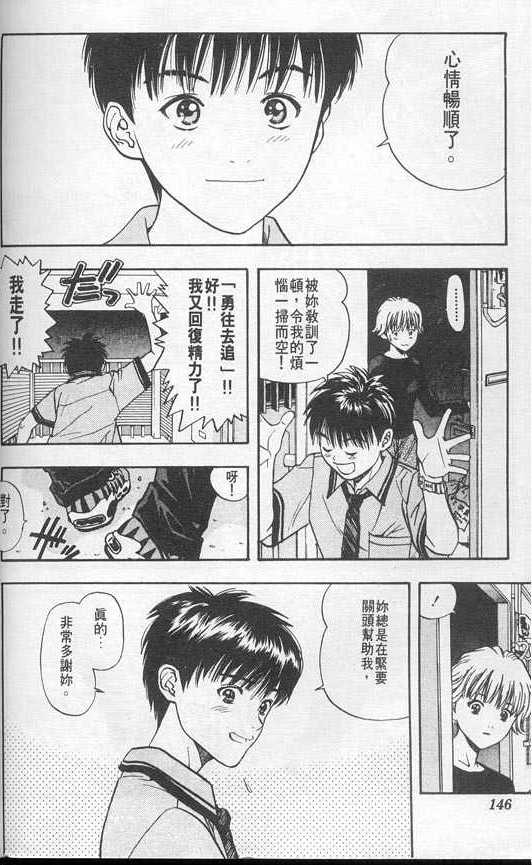 心情暢順了。
………
被妳教訓了一
頓，令我的煩
惱一掃而空！
「勇往去追」!!
好!!
我又回復精力了!!
我走了!!
だっ
呀！
對了。
！
妳總是在緊要
關頭幫助我，
眞的…
非常多謝妳。
146